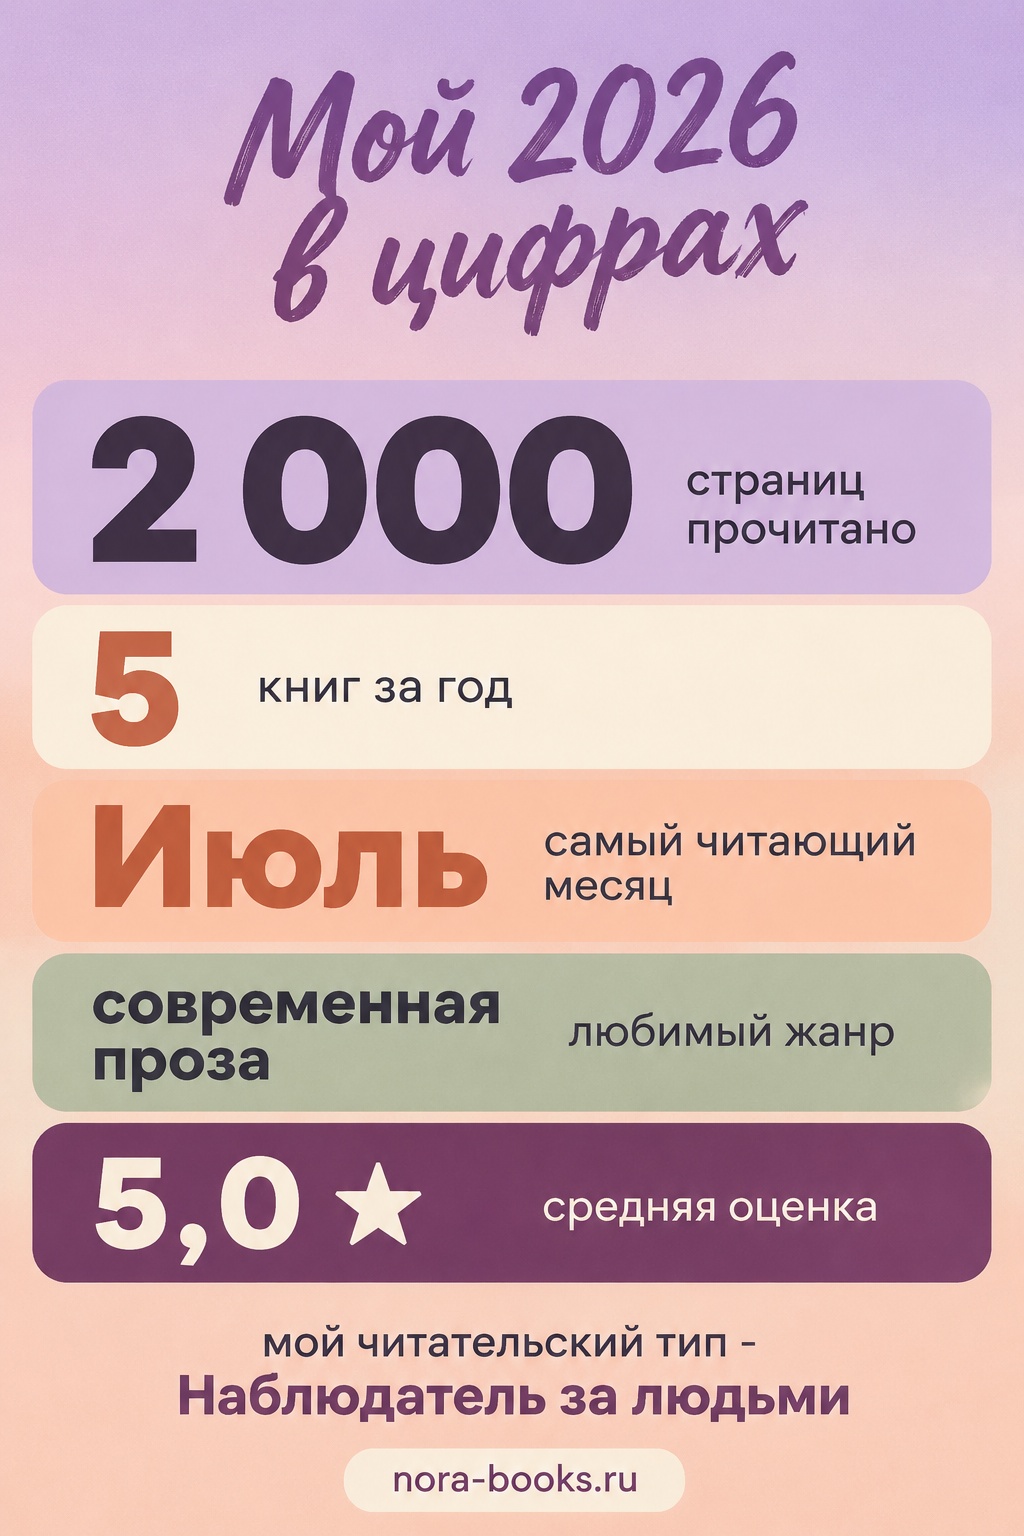 Мой 2026
в цифрах
2 000
страниц
прочитано
5
книг за год
Июль
самый читающий
месяц
современная
проза
любимый жанр
5,0 ★
средняя оценка
мой читательский тип -
Наблюдатель за людьми
nora-books.ru